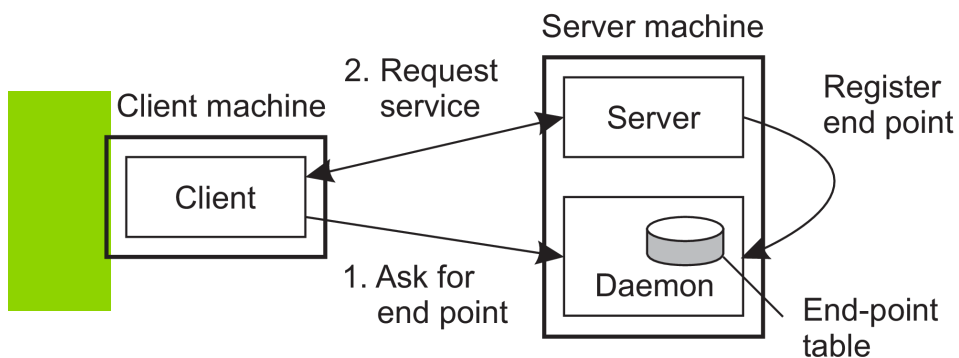 Server machine
2. Request
service
Register
end point
Client machine
Server
Client
1. Ask for
end point
Daemon
End-point
table